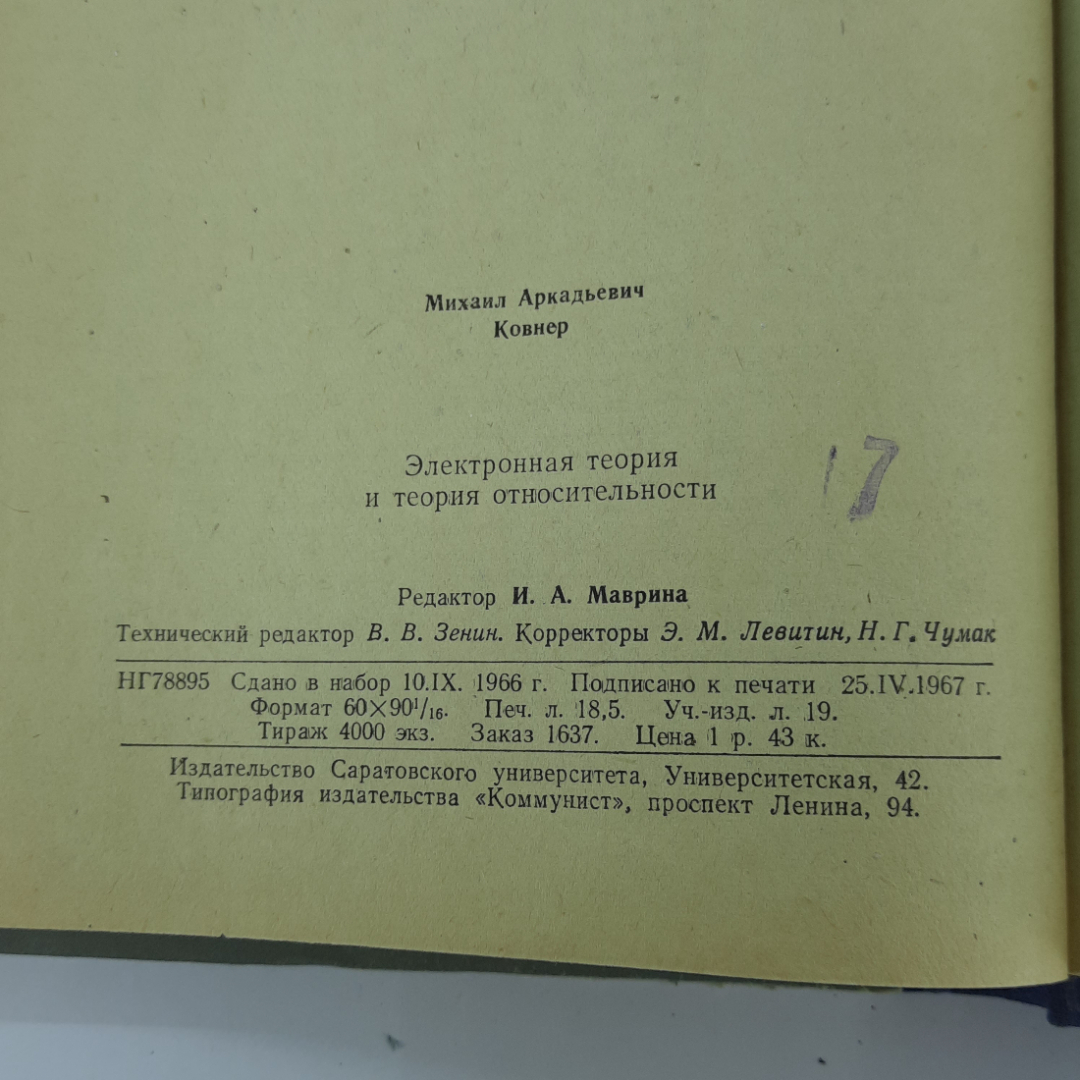 Михаил Аркадьевич
Ковнер
Электронная теория
и теория относительности
17
Редактор И. А. Маврина
Технический редактор В. В. Зенин. Корректоры Э. М. Левитин, Н. Г. Чумак
НГ78895 Сдано в набор 10.IX. 1966 г. Подписано к печати 25.IV.1967 г.
Формат 60×90¹/₁₆. Печ. л. 18,5. Уч.-изд. л. 19.
Тираж 4000 экз. Заказ 1637. Цена 1 р. 43 к.
Издательство Саратовского университета, Университетская, 42.
Типография издательства «Коммунист», проспект Ленина, 94.